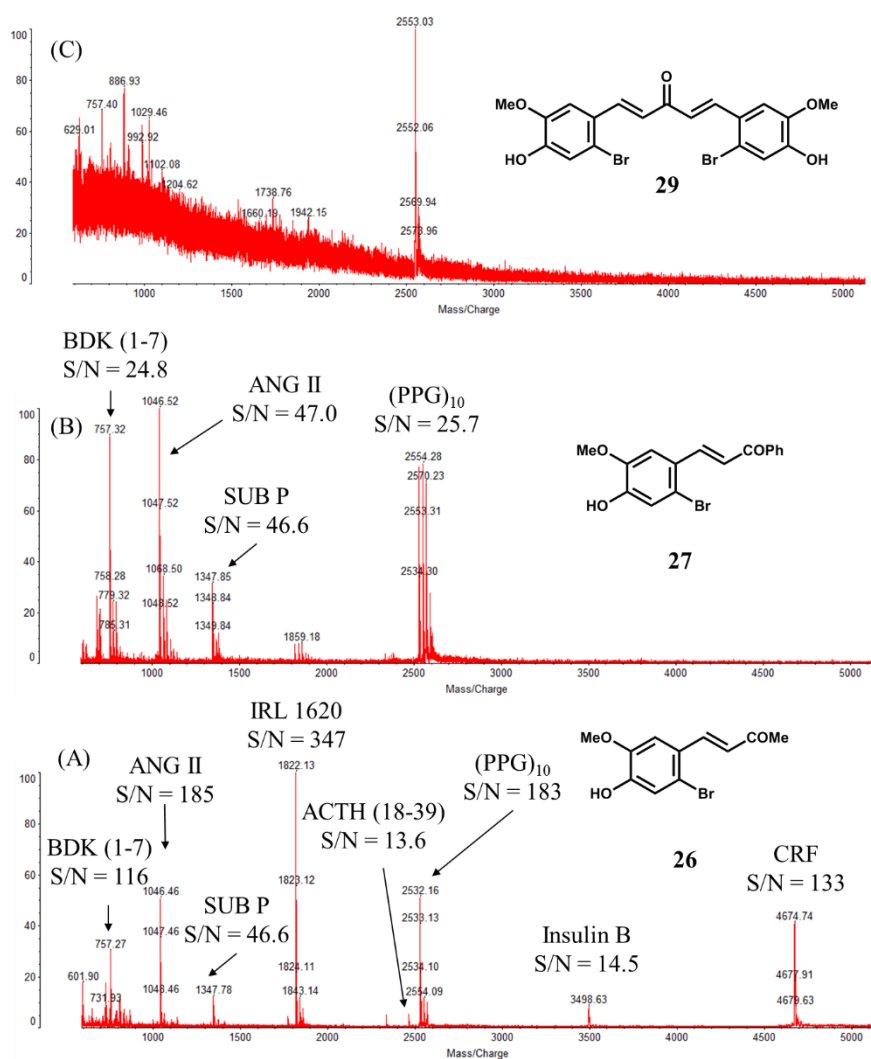 (C)
100
80
60
40
20
0
2553.03
2552.06
2569.94
2573.96
886.93
757.40
1029.46
629.01
992.92
1102.08
1204.62
1738.76
1660.19
1942.15
1000 1500 2000 2500 3000 3500 4000 4500 5000
Mass/Charge
O
MeO
OMe
HO
Br
Br
OH
29
(B)
BDK (1-7)
S/N = 24.8
ANG II
S/N = 47.0
SUB P
S/N = 46.6
(PPG)10
S/N = 25.7
100
80
60
40
20
0
757.32
1046.52
1047.52
758.28
779.32
785.31
1068.50
1048.52
1347.85
1348.84
1349.84
1859.18
2554.28
2570.23
2553.31
2534.30
1000 1500 2000 2500 3000 3500 4000 4500 5000
Mass/Charge
MeO
COPh
HO
Br
27
(A)
BDK (1-7)
S/N = 116
ANG II
S/N = 185
SUB P
S/N = 46.6
IRL 1620
S/N = 347
ACTH (18-39)
S/N = 13.6
(PPG)10
S/N = 183
Insulin B
S/N = 14.5
CRF
S/N = 133
100
80
60
40
20
0
601.90
731.93
757.27
1046.46
1047.46
1048.46
1347.78
1822.13
1823.12
1824.11
1843.14
2532.16
2533.13
2534.10
2554.09
3498.63
4674.74
4677.91
4679.63
1000 1500 2000 2500 3000 3500 4000 4500 5000
Mass/Charge
MeO
COMe
HO
Br
26